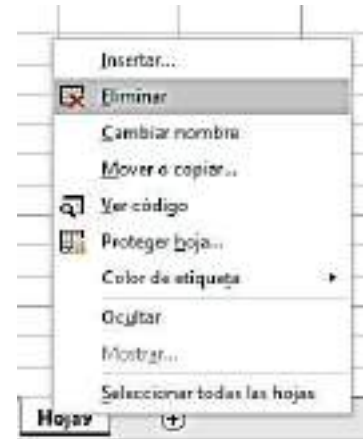 Insertar...
Eliminar
Cambiar nombre
Mover o copiar...
Ver código
Proteger hoja...
Color de etiqueta
Ocultar
Mostrar...
Seleccionar todas las hojas
Hoja9